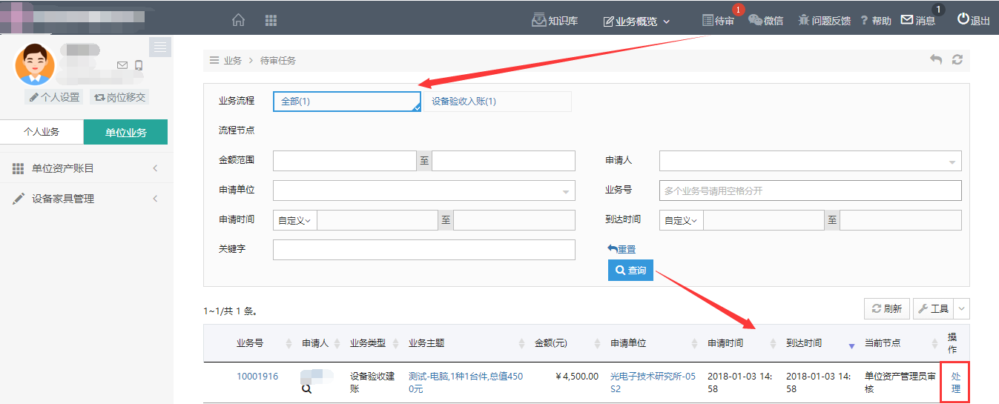 1
1
知识库 业务概览 待审 微信 问题反馈 ? 帮助 消息 退出
个人设置 岗位移交
个人业务 单位业务
单位资产账目
设备家具管理
业务 > 待审任务
业务流程 全部(1) 设备验收入账(1)
流程节点
金额范围 至 申请人
申请单位 业务号 多个业务号请用空格分开
申请时间 自定义 至 到达时间 自定义 至
关键字 重置
查询
1~1/共 1 条。 刷新 工具
业务号 申请人 业务类型 业务主题 金额(元) 申请单位 申请时间 到达时间 当前节点 操
作
10001916 设备验收建 测试-电脑,1种1台件,总值450 ￥4,500.00 光电子技术研究所-05 2018-01-03 14: 2018-01-03 14: 单位资产管理员审 处
账 0元 S2 58 58 核 理